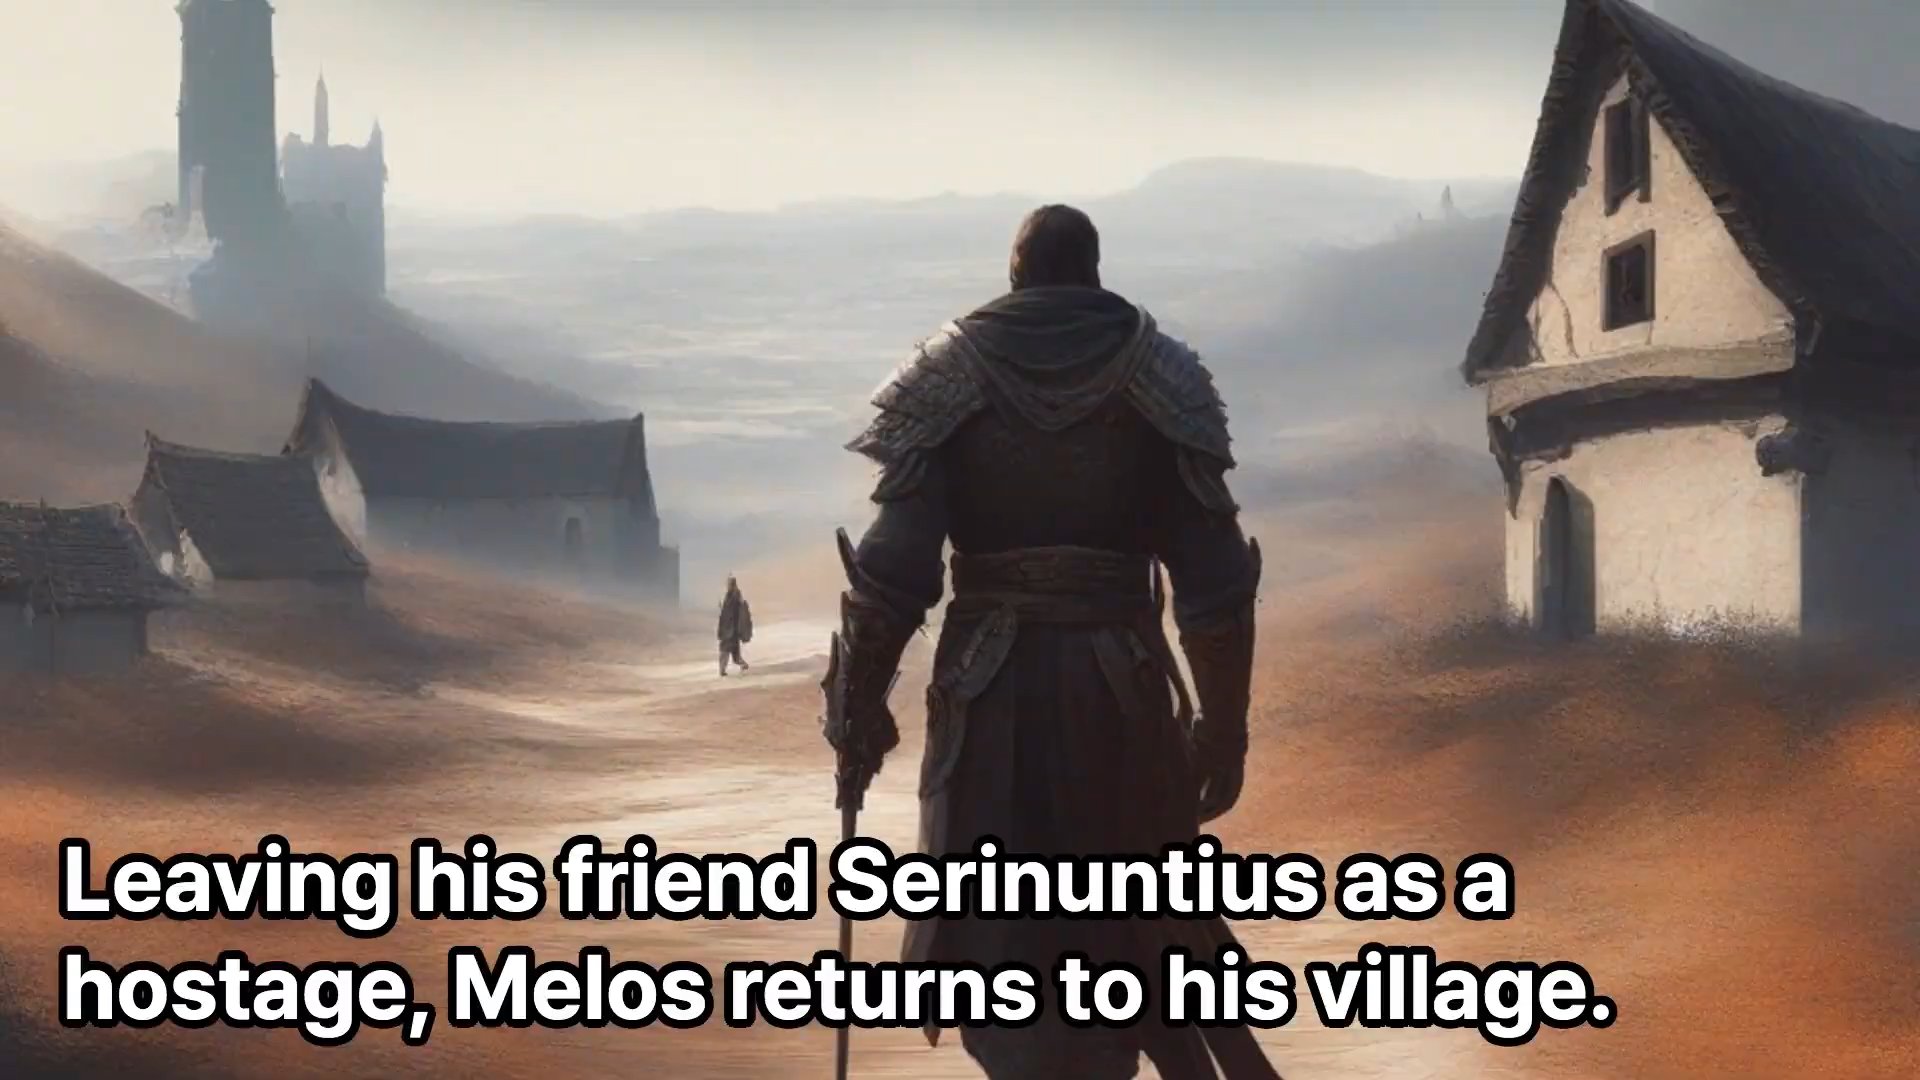 Leaving his friend Serinuntius as a
hostage, Melos returns to his village.